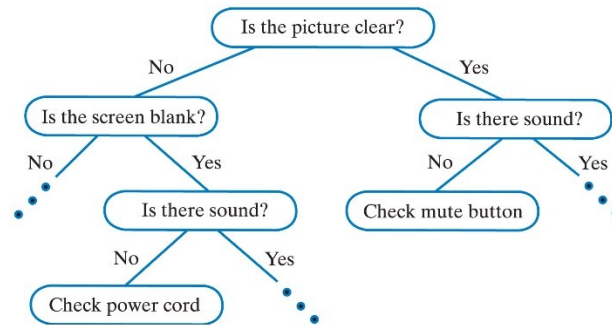 Is the picture clear?
No
Yes
Is the screen blank?
Is there sound?
No
Yes
No
Yes
Is there sound?
Check mute button
No
Yes
Check power cord